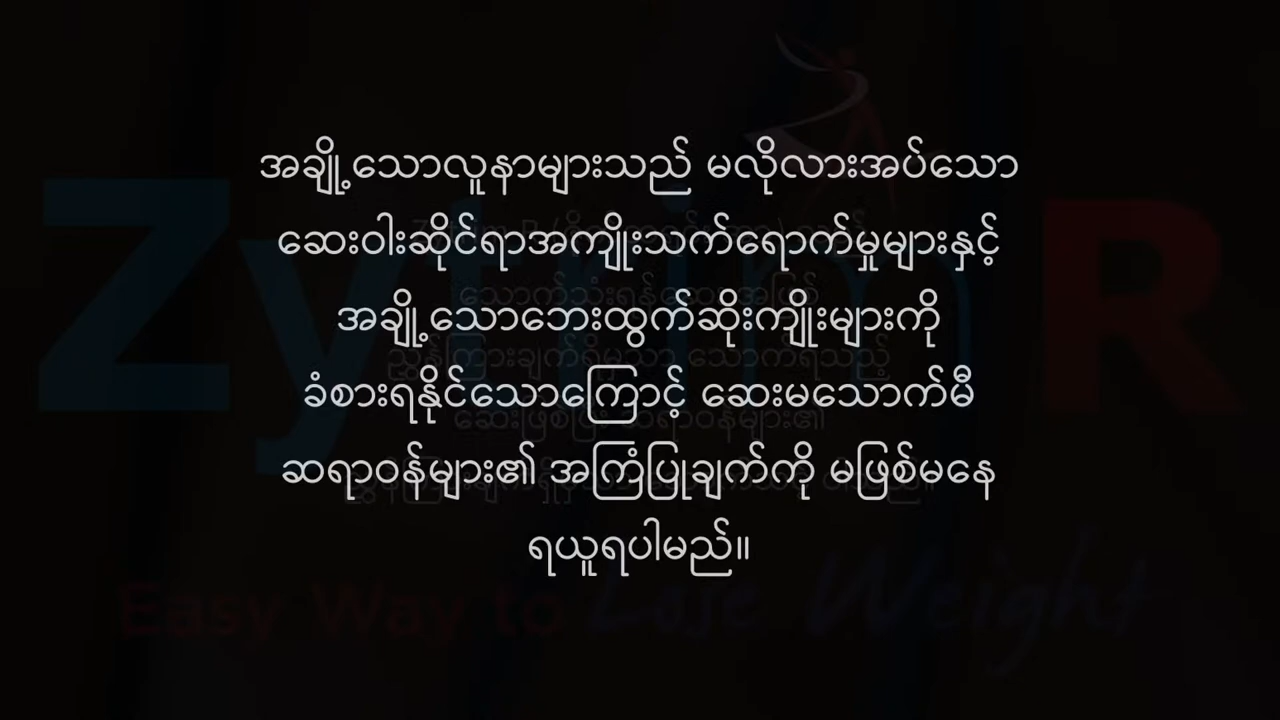 အချို့သောလူနာများသည် မလိုလားအပ်သော
ဆေးဝါးဆိုင်ရာအကျိုးသက်ရောက်မှုများနှင့်
အချို့သောဘေးထွက်ဆိုးကျိုးများကို
ခံစားရနိုင်သောကြောင့် ဆေးမသောက်မီ
ဆရာဝန်များ၏ အကြံပြုချက်ကို မဖြစ်မနေ
ရယူရပါမည်။
Zytrim R
Easy Way to Lose Weight